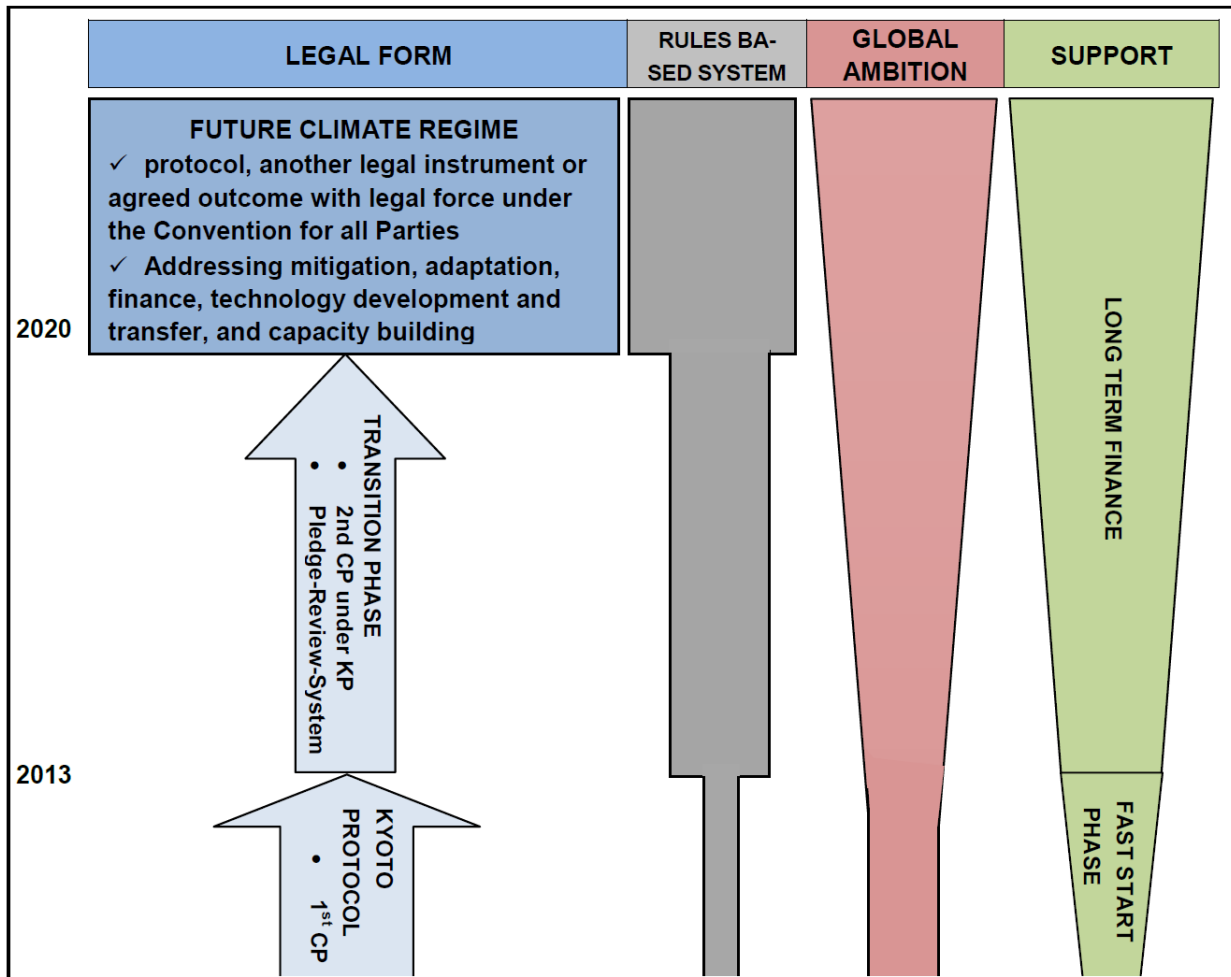 LEGAL FORM
RULES BA-
SED SYSTEM
GLOBAL
AMBITION
SUPPORT
FUTURE CLIMATE REGIME
✓ protocol, another legal instrument or
agreed outcome with legal force under
the Convention for all Parties
✓ Addressing mitigation, adaptation,
finance, technology development and
transfer, and capacity building
2020
TRANSITION PHASE
• 2nd CP under KP
• Pledge-Review-System
LONG TERM FINANCE
2013
KYOTO
PROTOCOL
• 1st CP
FAST START
PHASE